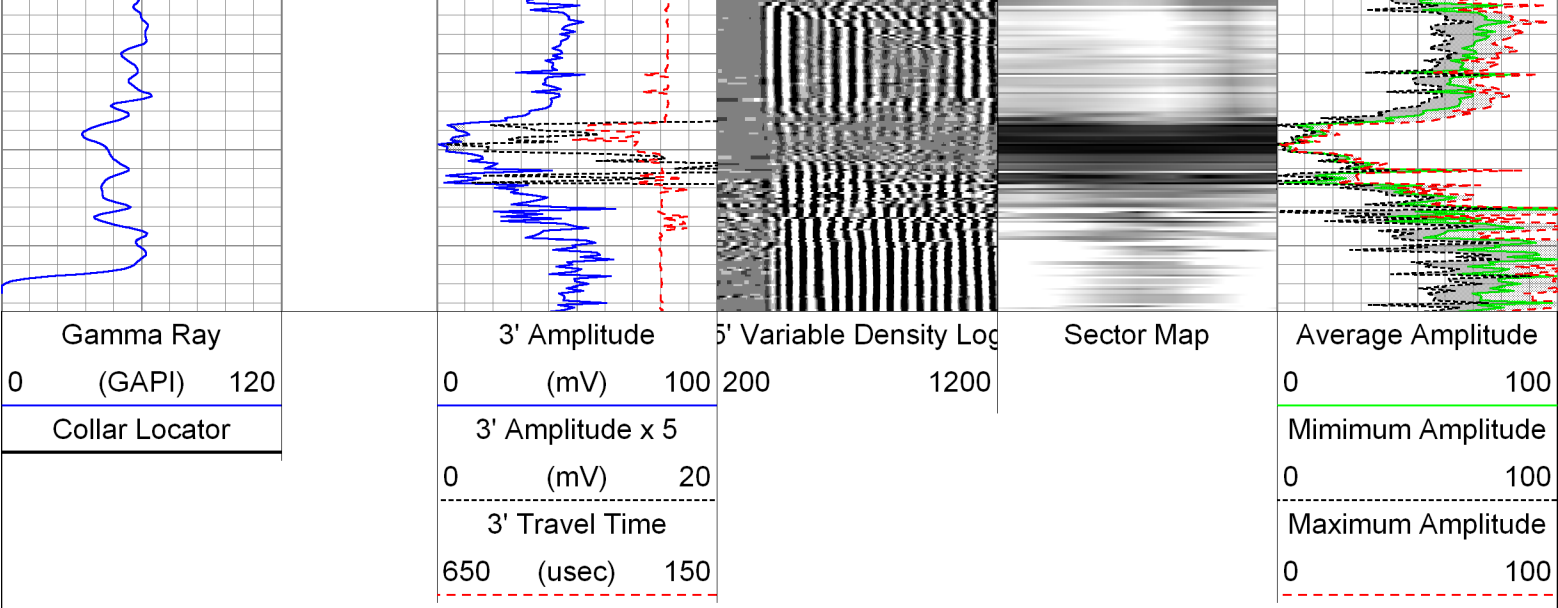 Gamma Ray
0 (GAPI) 120
Collar Locator
3' Amplitude
0 (mV) 100
3' Amplitude x 5
0 (mV) 20
3' Travel Time
650 (usec) 150
5' Variable Density Log
200 1200
Sector Map
Average Amplitude
0 100
Mimimum Amplitude
0 100
Maximum Amplitude
0 100